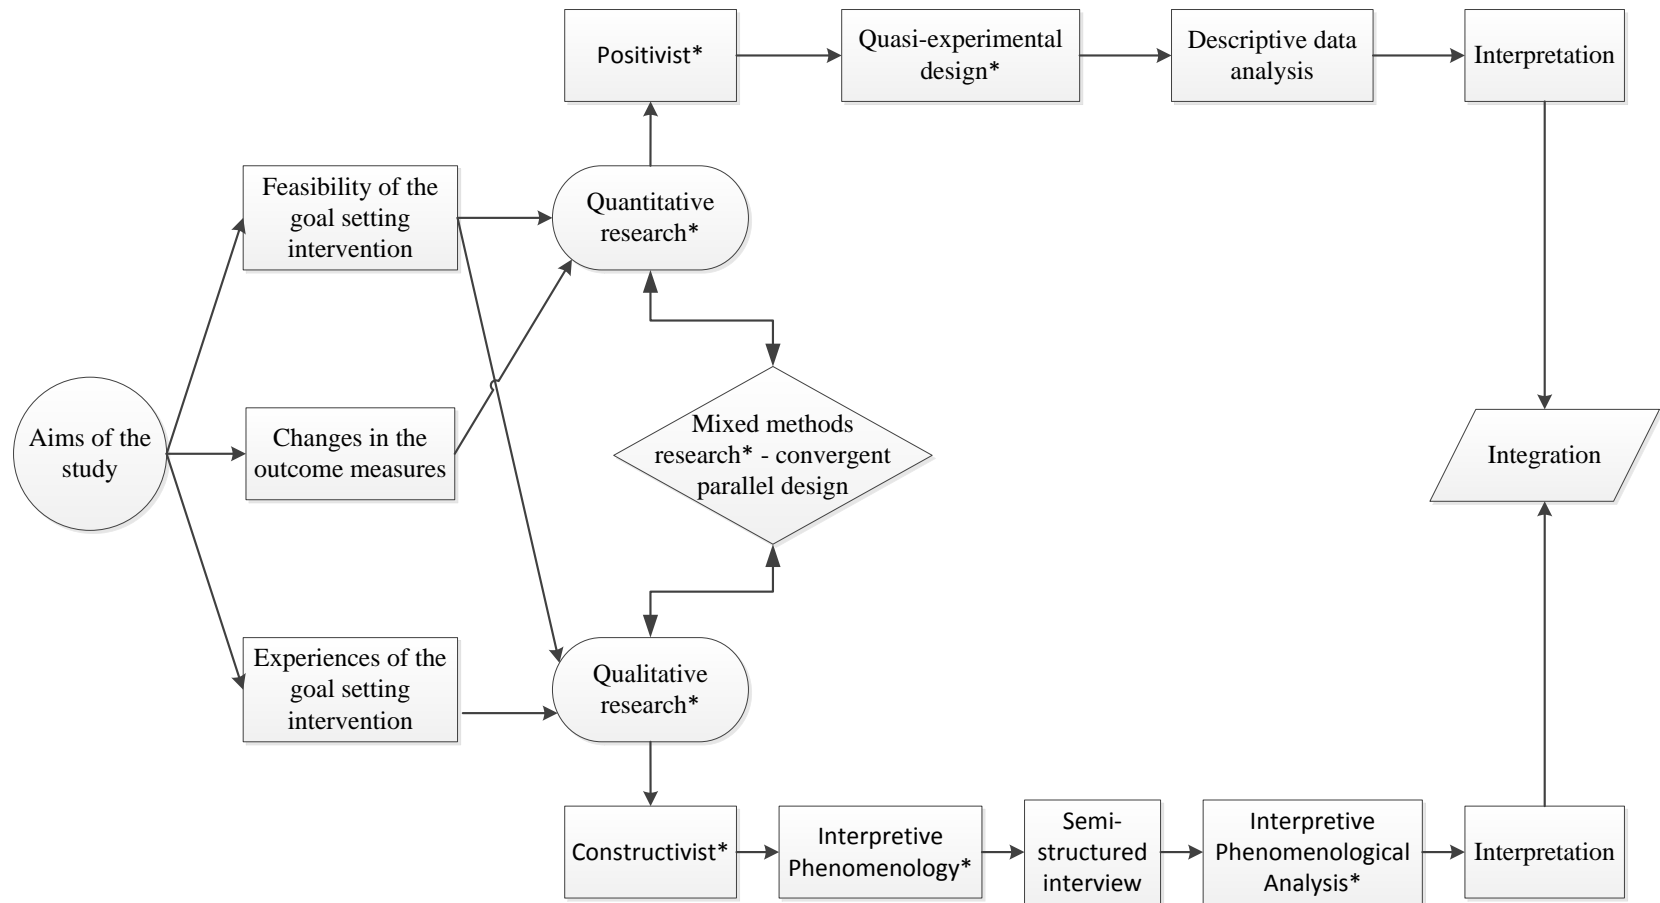 Positivist*
Quasi-experimental
design*
Descriptive data
analysis
Interpretation
Feasibility of the
goal setting
intervention
Quantitative
research*
Aims of the
study
Changes in the
outcome measures
Mixed methods
research* - convergent
parallel design
Integration
Experiences of the
goal setting
intervention
Qualitative
research*
Constructivist*
Interpretive
Phenomenology*
Semi-
structured
interview
Interpretive
Phenomenological
Analysis*
Interpretation